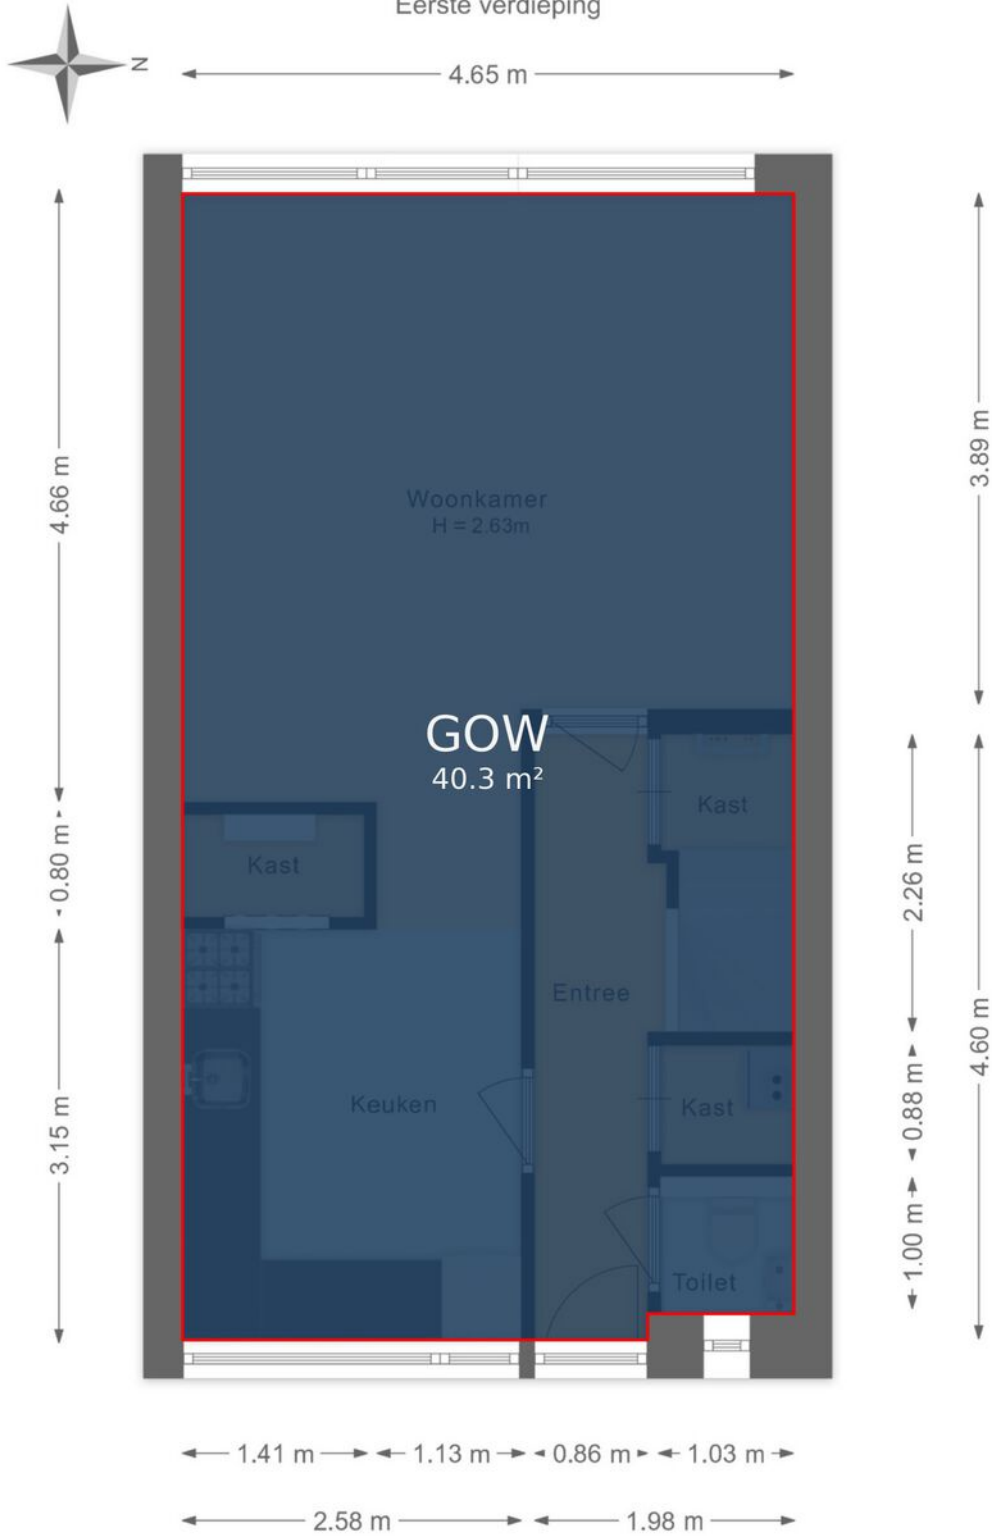 Eerste verdieping
N
4.65 m
4.66 m
3.89 m
Woonkamer
H = 2.63m
GOW
40.3 m²
Kast
Kast
0.80 m
2.26 m
Entree
4.60 m
Keuken
Kast
0.88 m
3.15 m
1.00 m
Toilet
1.41 m
1.13 m
0.86 m
1.03 m
2.58 m
1.98 m